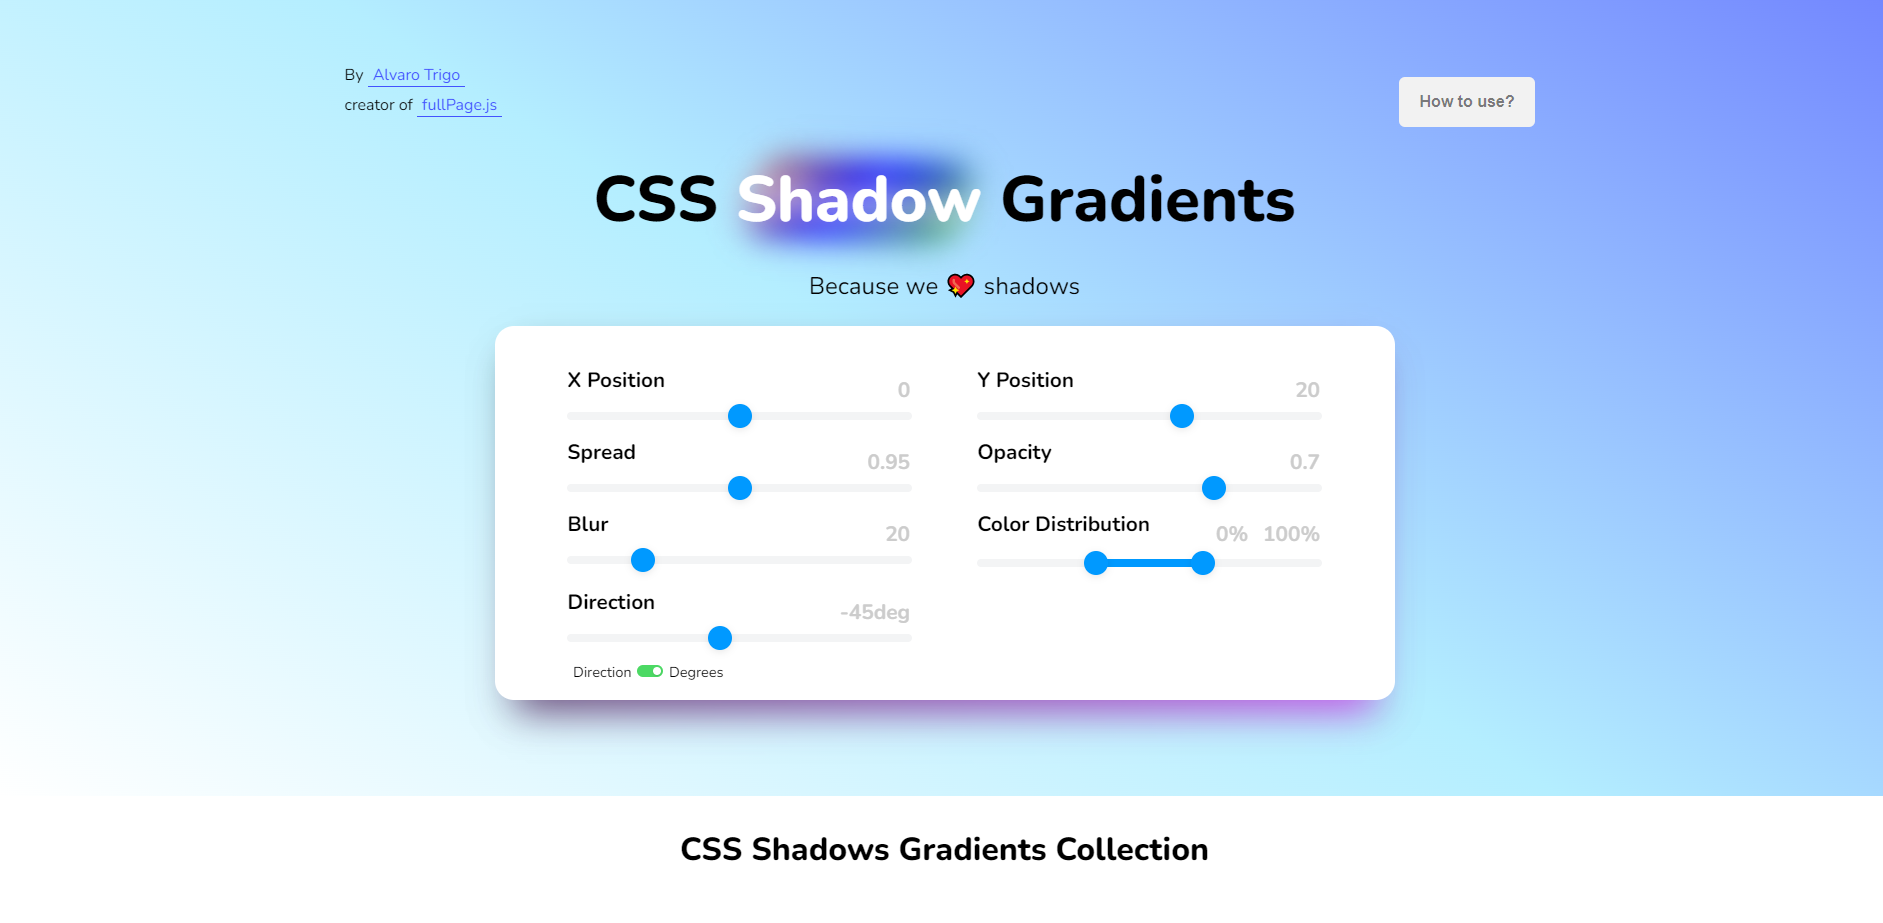 By Alvaro Trigo
creator of fullPage.js
How to use?
CSS Shadow Gradients
Because we 💖 shadows
X Position 0
Y Position 20
Spread 0.95
Opacity 0.7
Blur 20
Color Distribution 0% 100%
Direction -45deg
Direction Degrees
CSS Shadows Gradients Collection